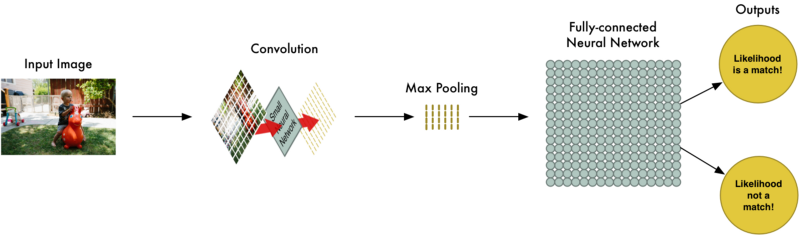 Input Image
Convolution
Small
Neural
Network
Max Pooling
Fully-connected
Neural Network
Outputs
Likelihood
is a match!
Likelihood
not a
match!